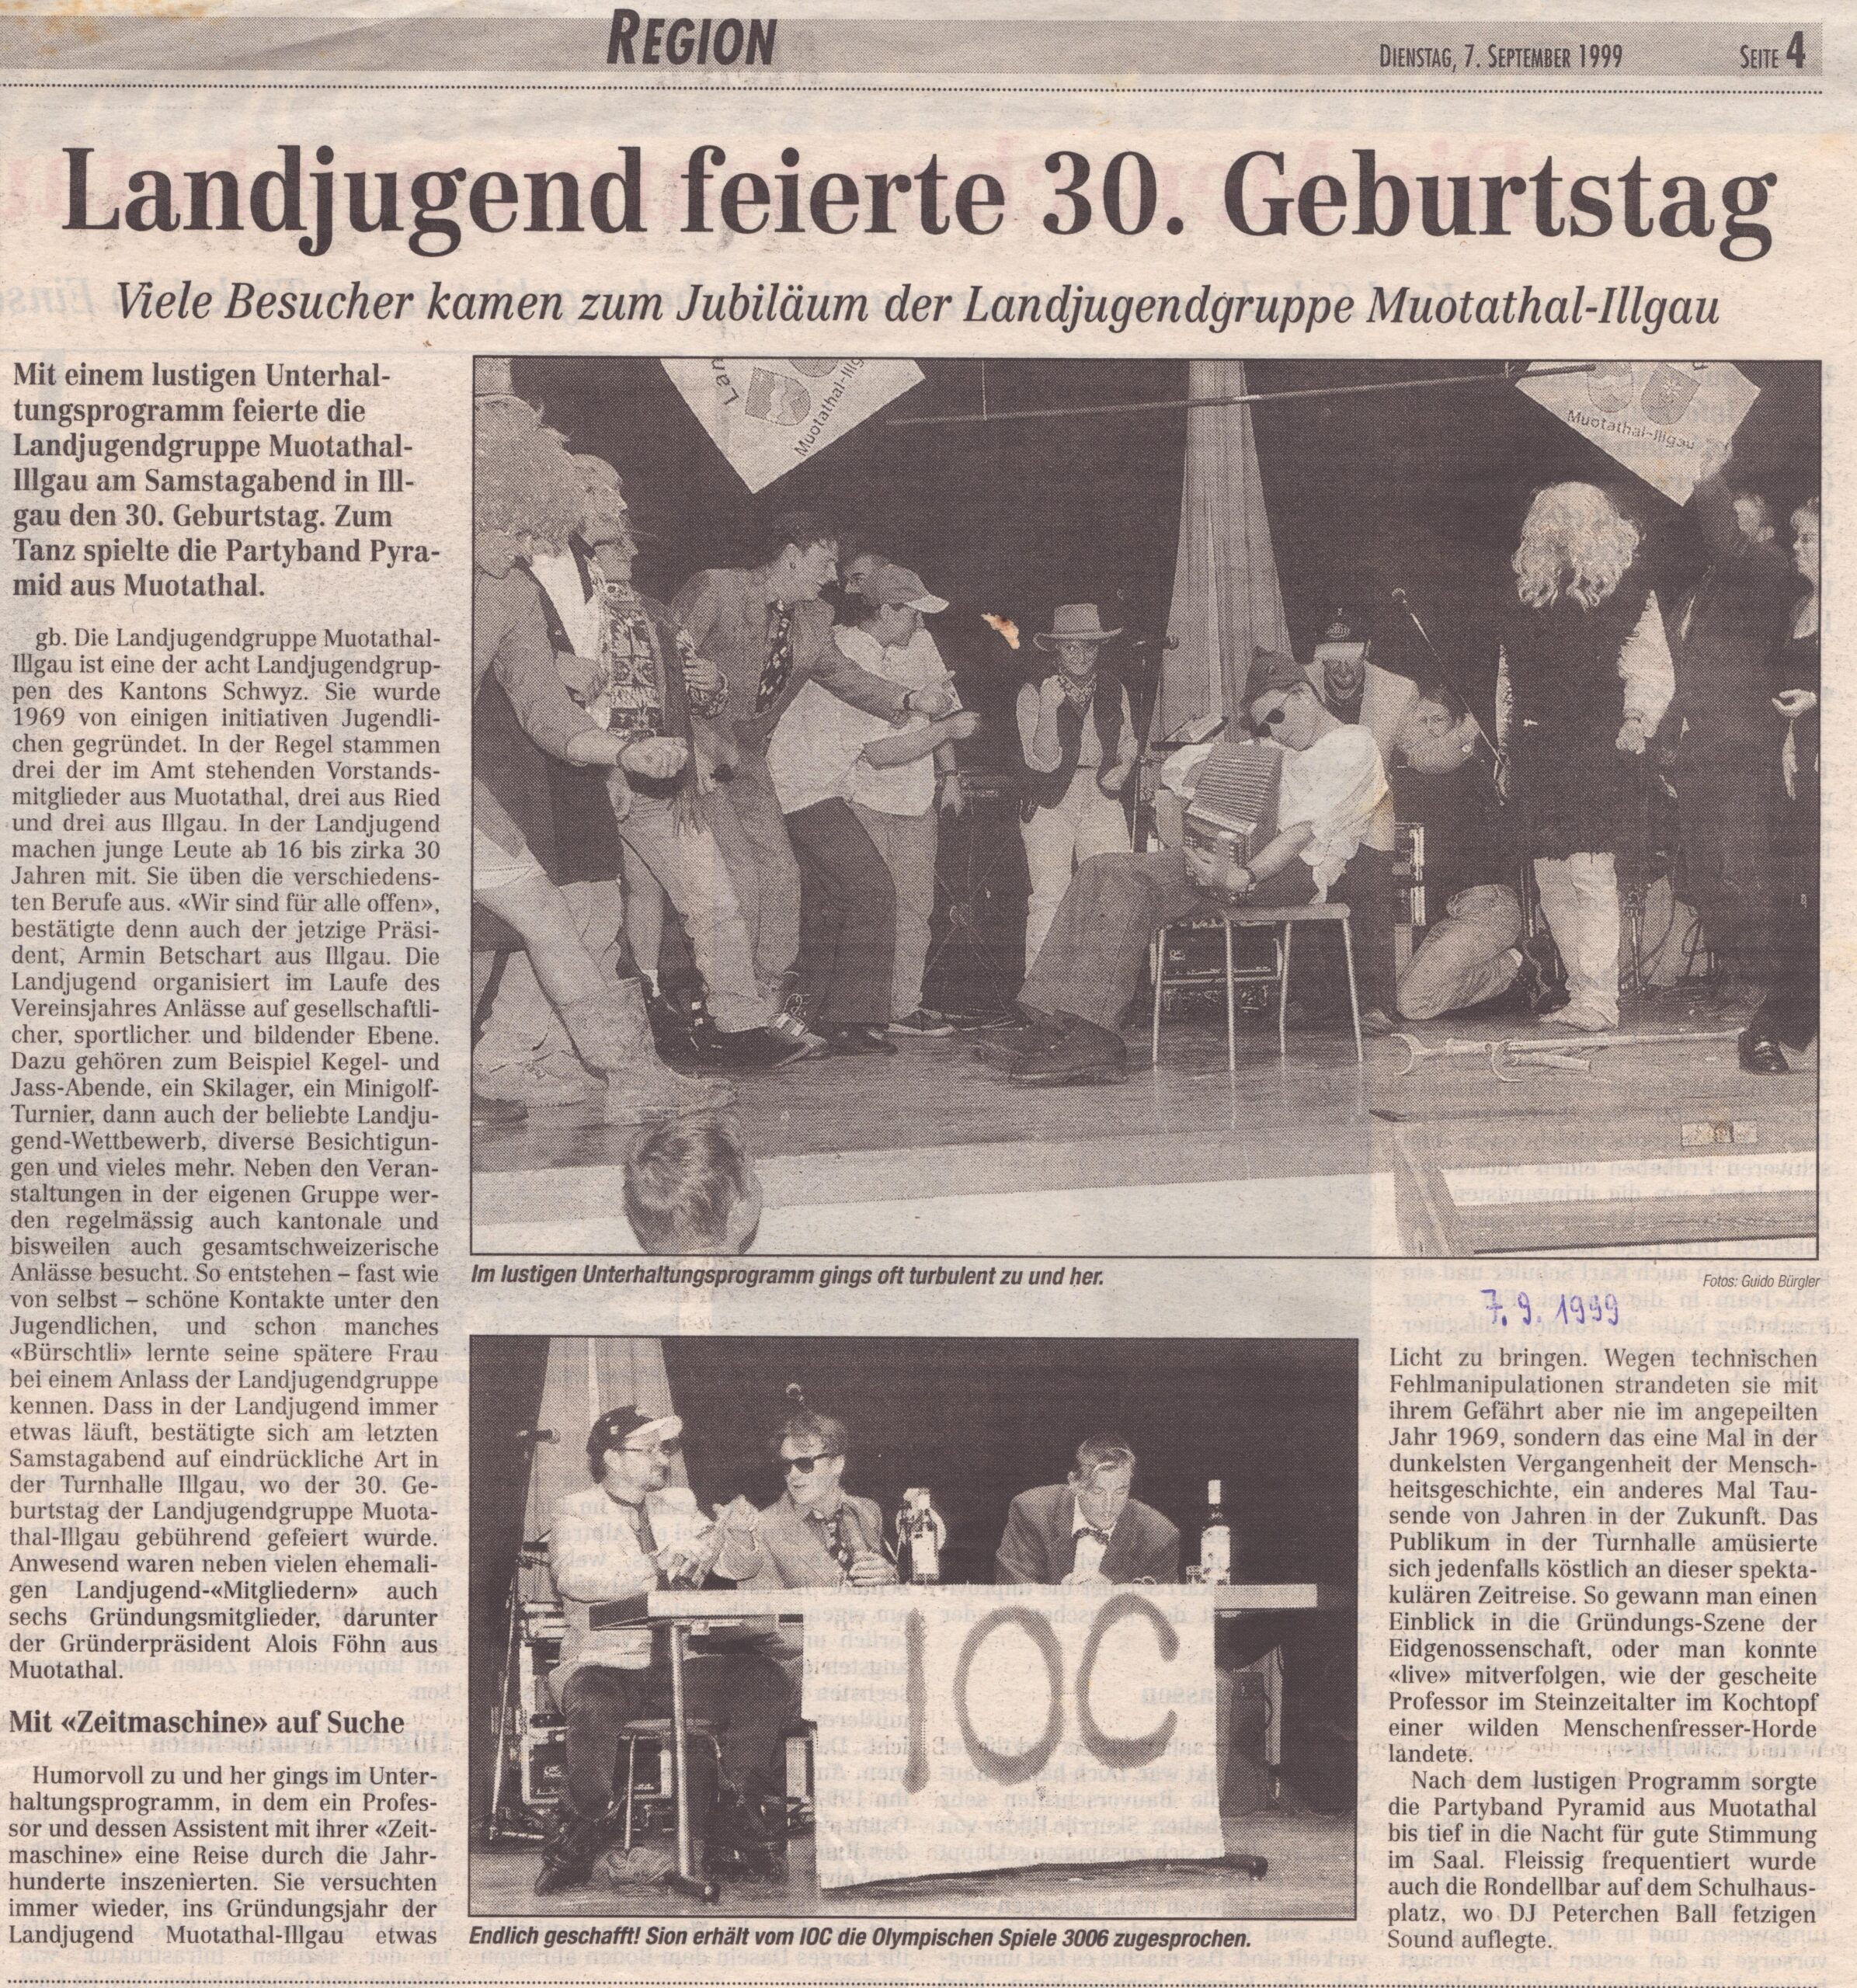 REGION
DIENSTAG, 7. SEPTEMBER 1999
SEITE 4
Landjugend feierte 30. Geburtstag
Viele Besucher kamen zum Jubiläum der Landjugendgruppe Muotathal-Illgau
Mit einem lustigen Unterhal-
tungsprogramm feierte die
Landjugendgruppe Muotathal-
Illgau am Samstagabend in Ill-
gau den 30. Geburtstag. Zum
Tanz spielte die Partyband Pyra-
mid aus Muotathal.
gb. Die Landjugendgruppe Muotathal-
Illgau ist eine der acht Landjugendgrup-
pen des Kantons Schwyz. Sie wurde
1969 von einigen initiativen Jugendli-
chen gegründet. In der Regel stammen
drei der im Amt stehenden Vorstands-
mitglieder aus Muotathal, drei aus Ried
und drei aus Illgau. In der Landjugend
machen junge Leute ab 16 bis zirka 30
Jahren mit. Sie üben die verschiedens-
ten Berufe aus. «Wir sind für alle offen»,
bestätigte denn auch der jetzige Präsi-
dent, Armin Betschart aus Illgau. Die
Landjugend organisiert im Laufe des
Vereinsjahres Anlässe auf gesellschaftli-
cher, sportlicher und bildender Ebene.
Dazu gehören zum Beispiel Kegel- und
Jass-Abende, ein Skilager, ein Minigolf-
Turnier, dann auch der beliebte Landju-
gend-Wettbewerb, diverse Besichtigun-
gen und vieles mehr. Neben den Veran-
staltungen in der eigenen Gruppe wer-
den regelmässig auch kantonale und
bisweilen auch gesamtschweizerische
Anlässe besucht. So entstehen – fast wie
von selbst – schöne Kontakte unter den
Jugendlichen, und schon manches
«Bürschtli» lernte seine spätere Frau
bei einem Anlass der Landjugendgruppe
kennen. Dass in der Landjugend immer
etwas läuft, bestätigte sich am letzten
Samstagabend auf eindrückliche Art in
der Turnhalle Illgau, wo der 30. Ge-
burtstag der Landjugendgruppe Muota-
thal-Illgau gebührend gefeiert wurde.
Anwesend waren neben vielen ehemali-
gen Landjugend-«Mitgliedern» auch
sechs Gründungsmitglieder, darunter
der Gründerpräsident Alois Föhn aus
Muotathal.
Mit «Zeitmaschine» auf Suche
Humorvoll zu und her gings im Unter-
haltungsprogramm, in dem ein Profes-
sor und dessen Assistent mit ihrer «Zeit-
maschine» eine Reise durch die Jahr-
hunderte inszenierten. Sie versuchten
immer wieder, ins Gründungsjahr der
Landjugend Muotathal-Illgau etwas
Lan
Muotathal-Illg
Muotathal-Illgau
Im lustigen Unterhaltungsprogramm gings oft turbulent zu und her.
Fotos: Guido Bürgler
7.9.1999
IOC
Endlich geschafft! Sion erhält vom IOC die Olympischen Spiele 3006 zugesprochen.
Licht zu bringen. Wegen technischen
Fehlmanipulationen strandeten sie mit
ihrem Gefährt aber nie im angepeilten
Jahr 1969, sondern das eine Mal in der
dunkelsten Vergangenheit der Mensch-
heitsgeschichte, ein anderes Mal Tau-
sende von Jahren in der Zukunft. Das
Publikum in der Turnhalle amüsierte
sich jedenfalls köstlich an dieser spekta-
kulären Zeitreise. So gewann man einen
Einblick in die Gründungs-Szene der
Eidgenossenschaft, oder man konnte
«live» mitverfolgen, wie der gescheite
Professor im Steinzeitalter im Kochtopf
einer wilden Menschenfresser-Horde
landete.
Nach dem lustigen Programm sorgte
die Partyband Pyramid aus Muotathal
bis tief in die Nacht für gute Stimmung
im Saal. Fleissig frequentiert wurde
auch die Rondellbar auf dem Schulhaus-
platz, wo DJ Peterchen Ball fetzigen
Sound auflegte.